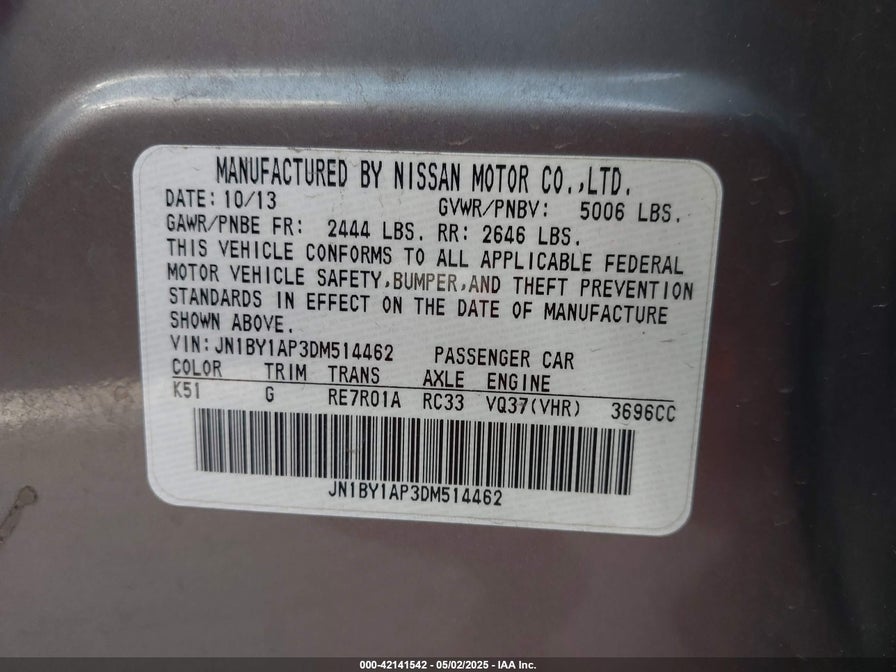 MANUFACTURED BY NISSAN MOTOR CO.,LTD.
DATE: 10/13 GVWR/PNBV: 5006 LBS.
GAWR/PNBE FR: 2444 LBS. RR: 2646 LBS.
THIS VEHICLE CONFORMS TO ALL APPLICABLE FEDERAL
MOTOR VEHICLE SAFETY,BUMPER,AND THEFT PREVENTION
STANDARDS IN EFFECT ON THE DATE OF MANUFACTURE
SHOWN ABOVE.
VIN: JN1BY1AP3DM514462 PASSENGER CAR
COLOR TRIM TRANS AXLE ENGINE
K51 G RE7R01A RC33 VQ37(VHR) 3696CC
JN1BY1AP3DM514462
000-42141542 - 05/02/2025 - IAA Inc.